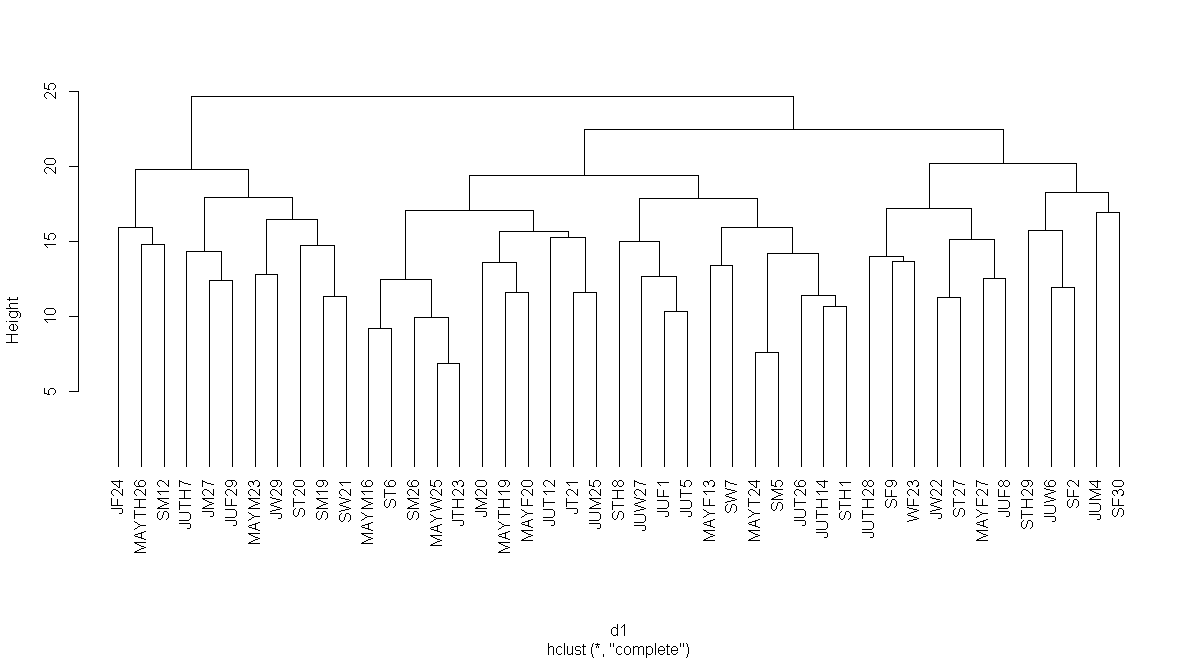 25
20
15
10
5
Height
JF24
MAYTH26
SM12
JUTH7
JM27
JUF29
MAYM23
JW29
ST20
SM19
SW21
MAYM16
ST6
SM26
MAYW25
JTH23
JM20
MAYTH19
MAYF20
JUT12
JT21
JUM25
STH8
JUW27
JUF1
JUT5
MAYF13
SW7
MAYT24
SM5
JUT26
JUTH14
STH1
JUTH28
SF9
WF23
JW22
ST27
MAYF27
JUF8
STH29
JUW6
SF2
JUM4
SF30
d1
hclust (*, "complete")